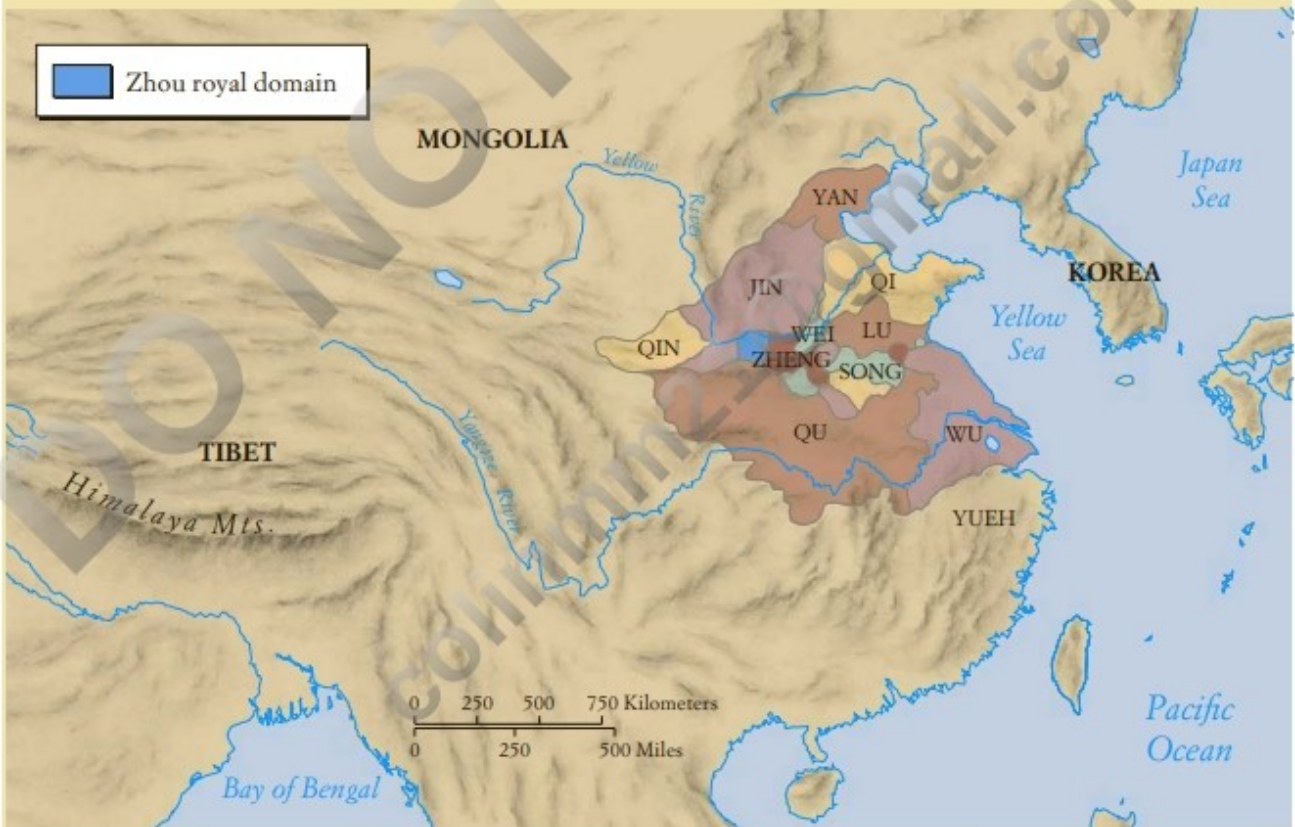 Zhou royal domain
MONGOLIA
Yellow
River
YAN
Japan
Sea
JIN
QI
KOREA
Yellow
Sea
WEI
LU
QIN
ZHENG
SONG
TIBET
Yangtze
River
QU
WU
Himalaya Mts.
YUEH
0 250 500 750 Kilometers
0 250 500 Miles
Pacific
Ocean
Bay of Bengal
DO NOT